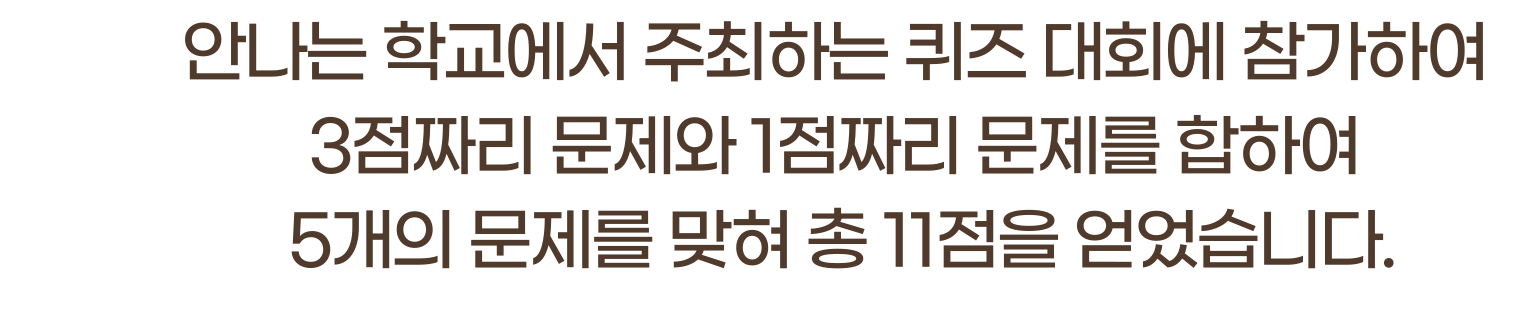 안나는 학교에서 주최하는 퀴즈 대회에 참가하여
3점짜리 문제와 1점짜리 문제를 합하여
5개의 문제를 맞혀 총 11점을 얻었습니다.